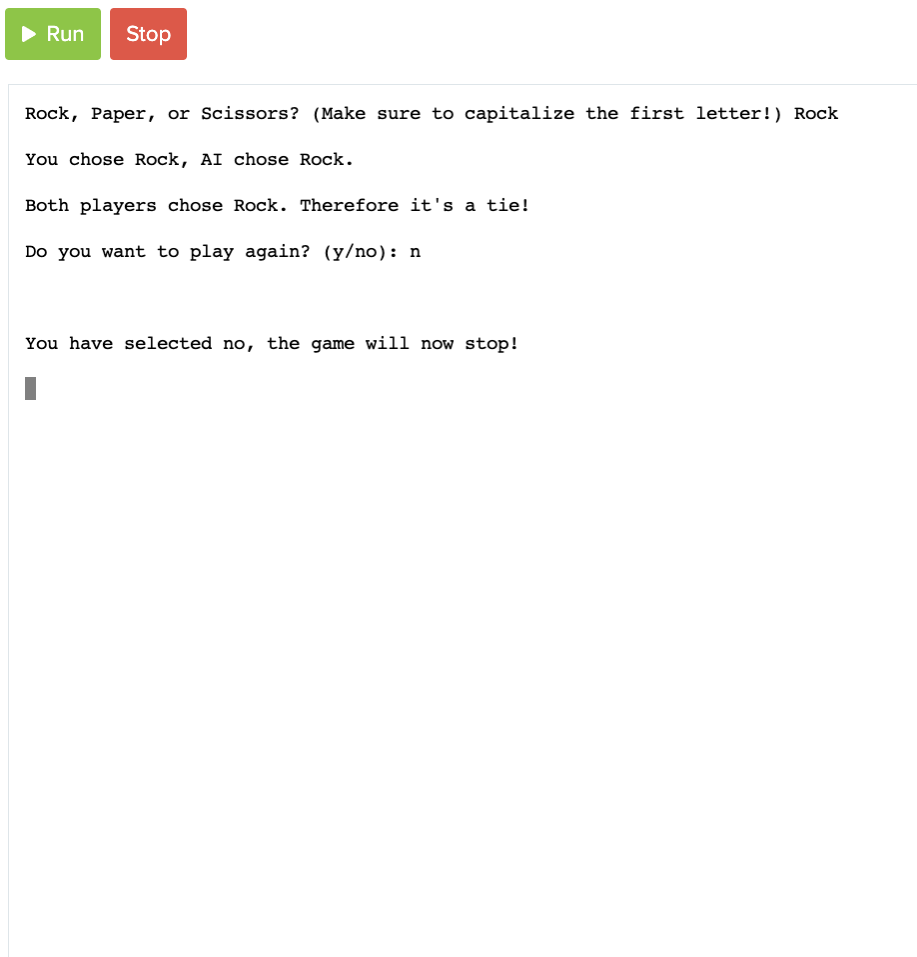 Run Stop
Rock, Paper, or Scissors? (Make sure to capitalize the first letter!) Rock
You chose Rock, AI chose Rock.
Both players chose Rock. Therefore it's a tie!
Do you want to play again? (y/no): n
You have selected no, the game will now stop!